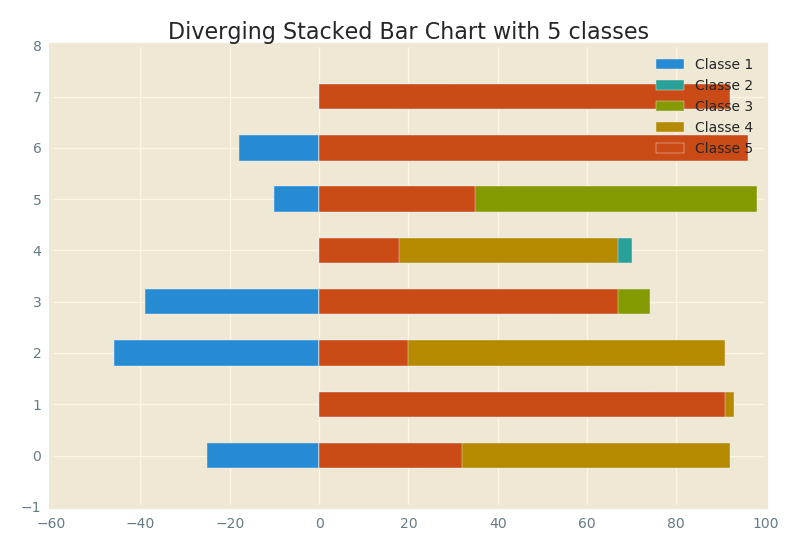 Diverging Stacked Bar Chart with 5 classes
8
7
6
5
4
3
2
1
0
−1
Classe 1
Classe 2
Classe 3
Classe 4
Classe 5
−60 −40 −20 0 20 40 60 80 100